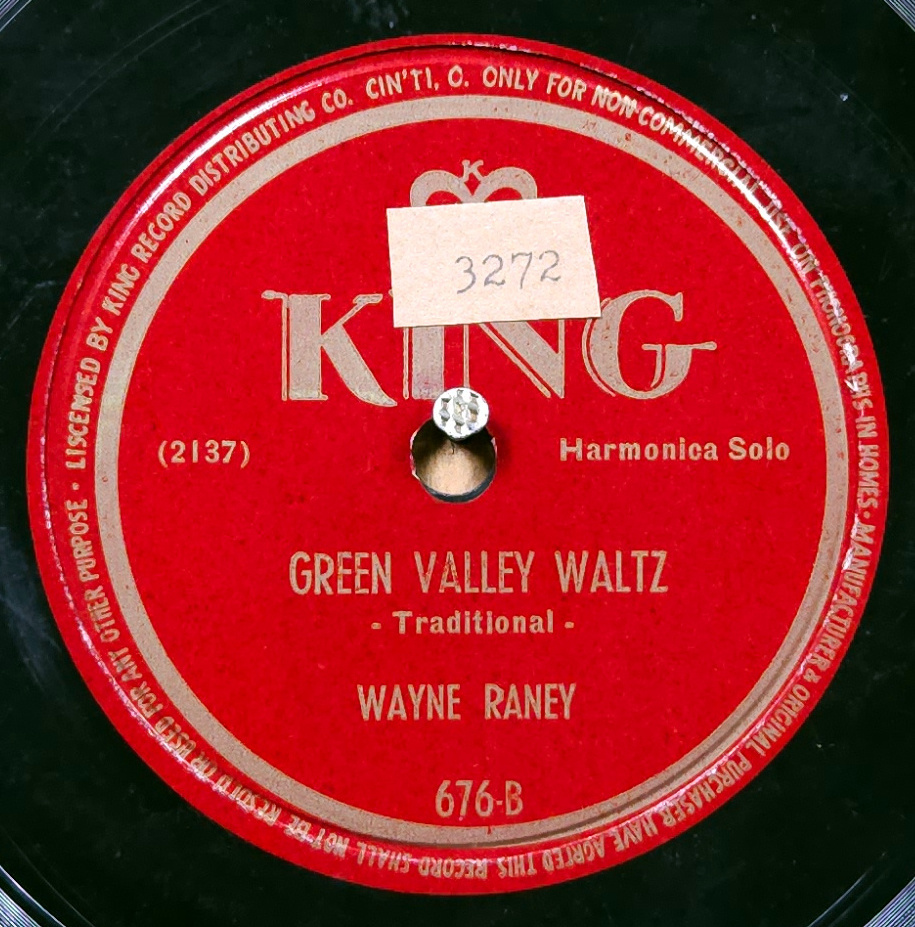 LISCENSED BY KING RECORD DISTRIBUTING CO. CIN'TI, O. ONLY FOR NON-COMMERCIAL USE ON PHONOGRAPHS IN HOMES · MANUFACTURER & ORIGINAL PURCHASER HAVE AGREED THIS RECORD SHALL NOT BE RESOLD OR USED FOR ANY OTHER PURPOSE ·
K
3272
KING
(2137) Harmonica Solo
GREEN VALLEY WALTZ
- Traditional -
WAYNE RANEY
676-B